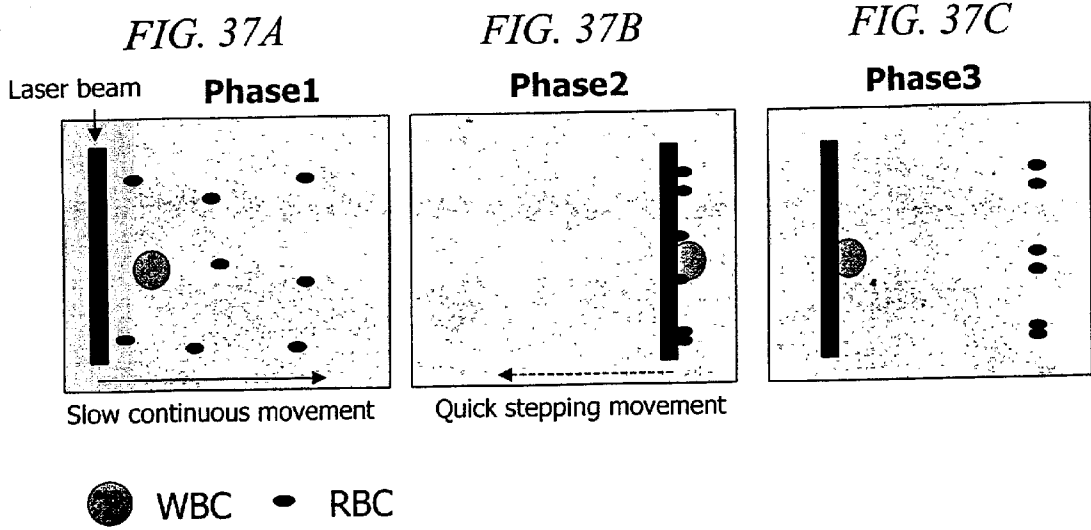 FIG. 37A
FIG. 37B
FIG. 37C
Laser beam
Phase1
Phase2
Phase3
Slow continuous movement
Quick stepping movement
WBC
RBC